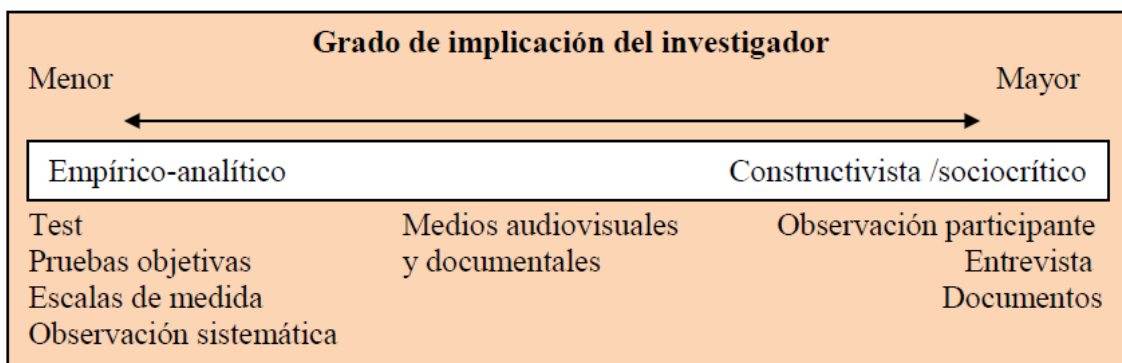 Grado de implicación del investigador
Menor Mayor
Empírico-analítico Constructivista /sociocrítico
Test Medios audiovisuales Observación participante
Pruebas objetivas y documentales Entrevista
Escalas de medida Documentos
Observación sistemática